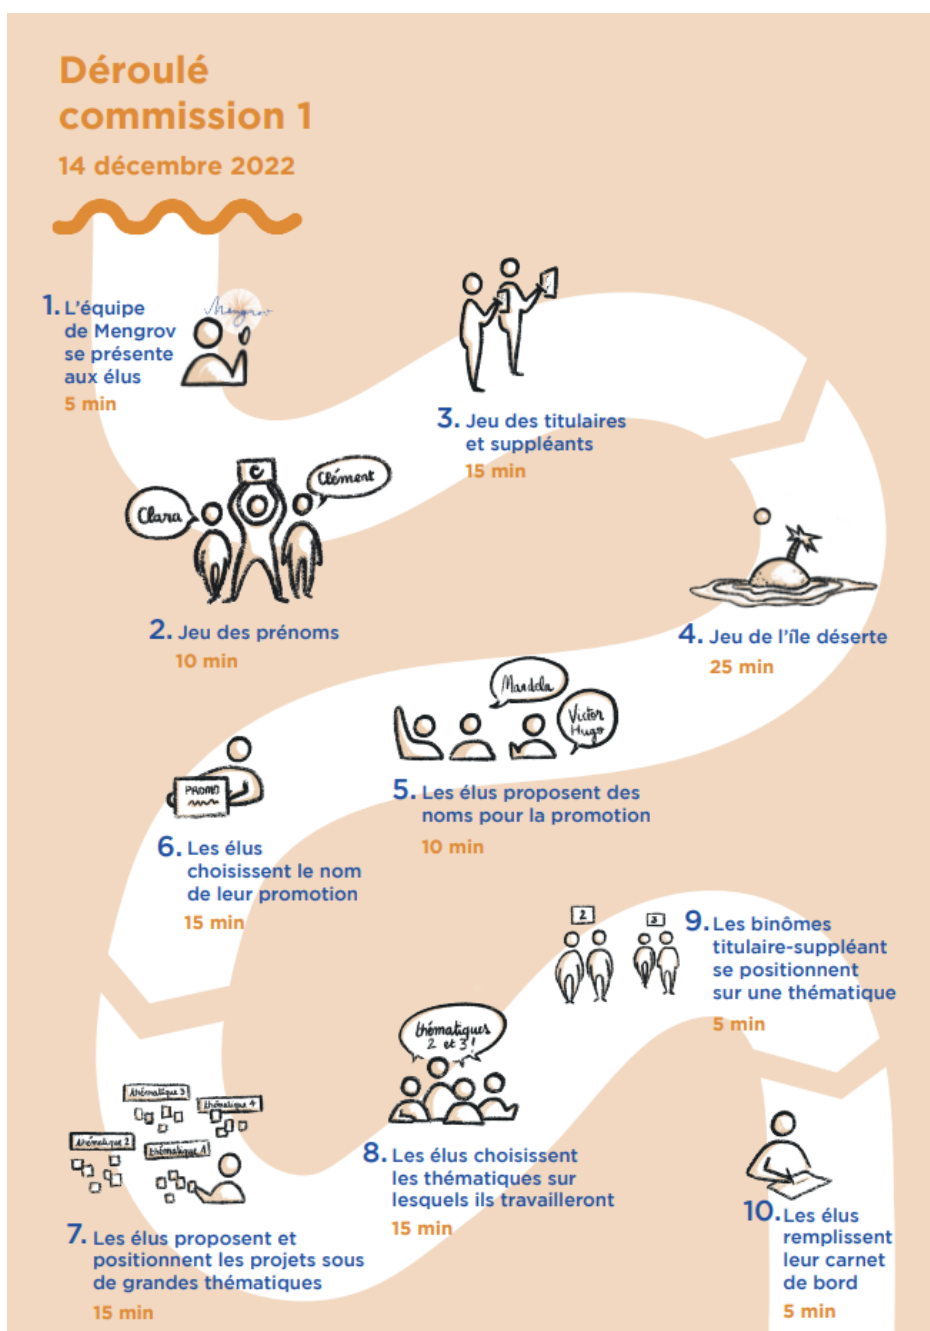 Déroulé
commission 1
14 décembre 2022
1. L'équipe
de Mengrov
se présente
aux élus
5 min
Mengrov
Clara
C
Clément
2. Jeu des prénoms
10 min
3. Jeu des titulaires
et suppléants
15 min
4. Jeu de l'île déserte
25 min
Mandela
Victor
Hugo
5. Les élus proposent des
noms pour la promotion
10 min
PROMO
6. Les élus
choisissent le nom
de leur promotion
15 min
thématique 3
thématique 4
thématique 2
thématique 1
7. Les élus proposent et
positionnent les projets sous
de grandes thématiques
15 min
thématiques
2 et 3!
8. Les élus choisissent
les thématiques sur
lesquels ils travailleront
15 min
2
3
9. Les binômes
titulaire-suppléant
se positionnent
sur une thématique
5 min
10. Les élus
remplissent
leur carnet
de bord
5 min